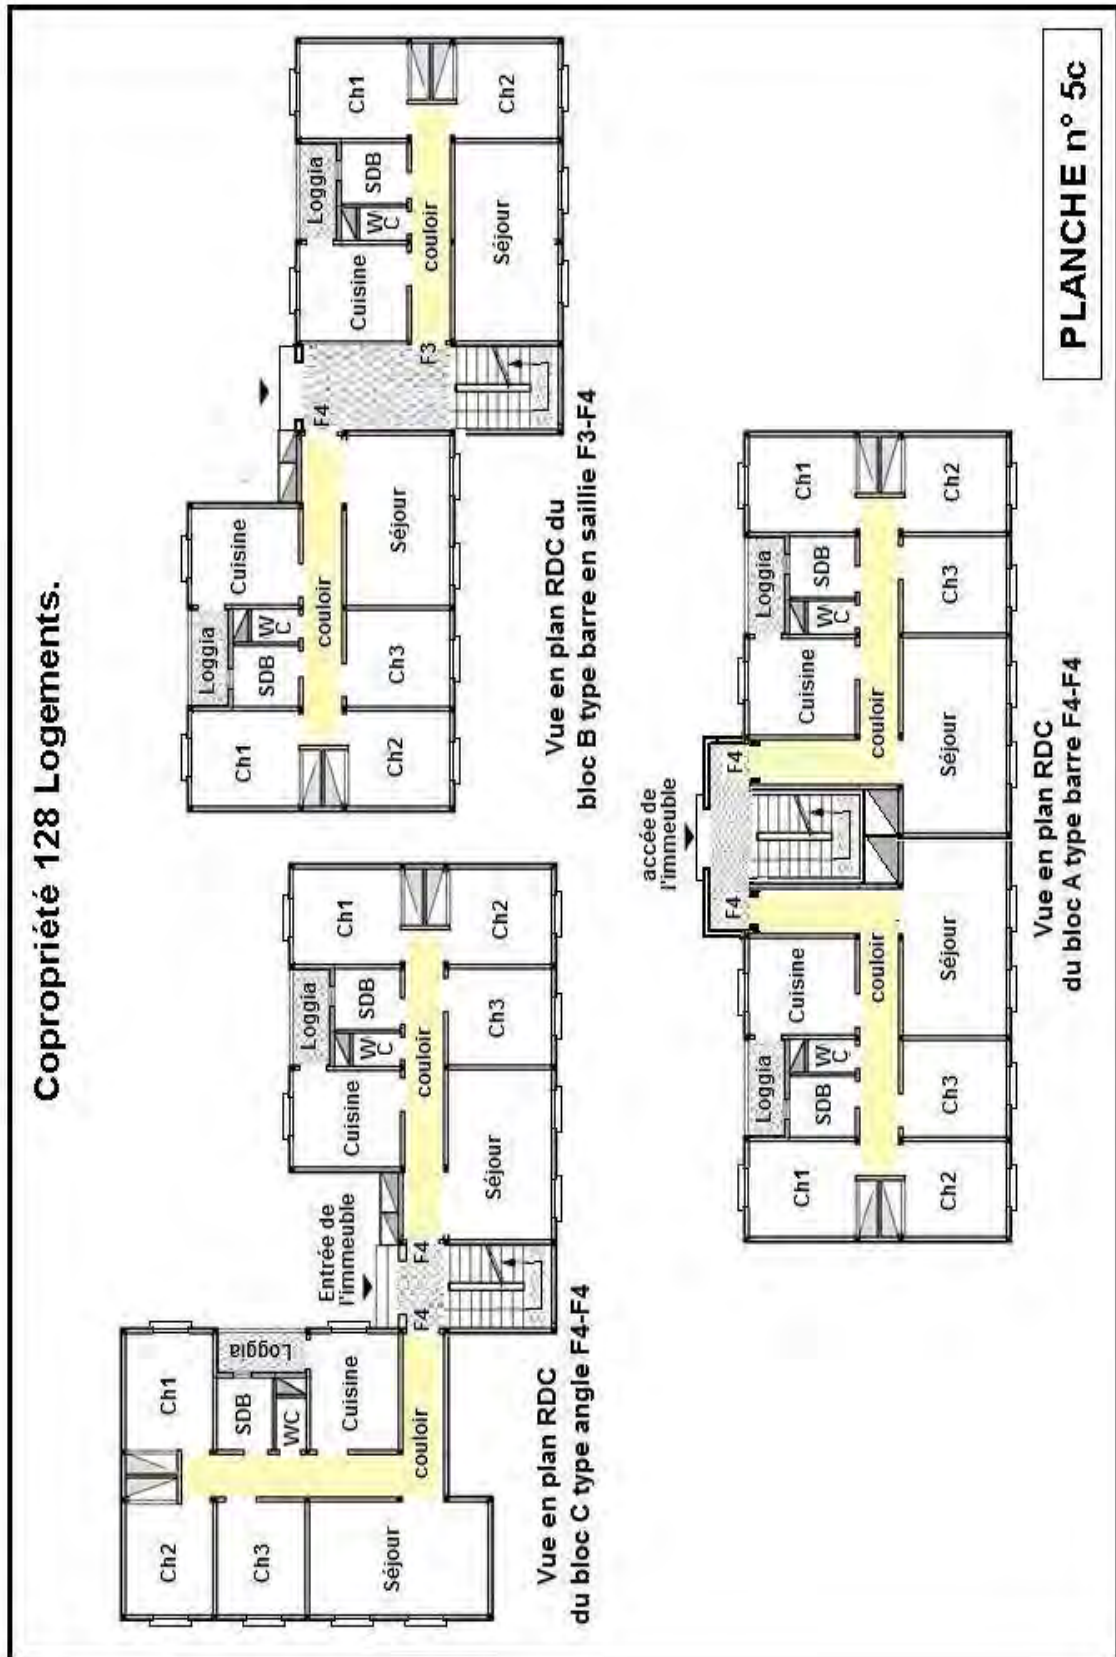 Copropriété 128 Logements.
Ch1
Loggia
Cuisine
SDB
W
C
couloir
Ch3
Ch2
Séjour
F4
F3
Loggia
Cuisine
W
C
SDB
Ch1
couloir
Séjour
Ch2
Vue en plan RDC du
bloc B type barre en saillie F3-F4
Ch2
Ch1
Ch3
SDB
Loggia
WC
Cuisine
Séjour
couloir
Entrée de
l'immeuble
F4
F4
Cuisine
Loggia
W
C
SDB
Ch1
couloir
Séjour
Ch3
Ch2
Vue en plan RDC
du bloc C type angle F4-F4
accée de
l'immeuble
F4
F4
Ch1
Loggia
SDB
W
C
Cuisine
couloir
Ch2
Ch3
Séjour
Cuisine
Loggia
W
C
SDB
Ch1
couloir
Séjour
Ch3
Ch2
Vue en plan RDC
du bloc A type barre F4-F4
PLANCHE n° 5c